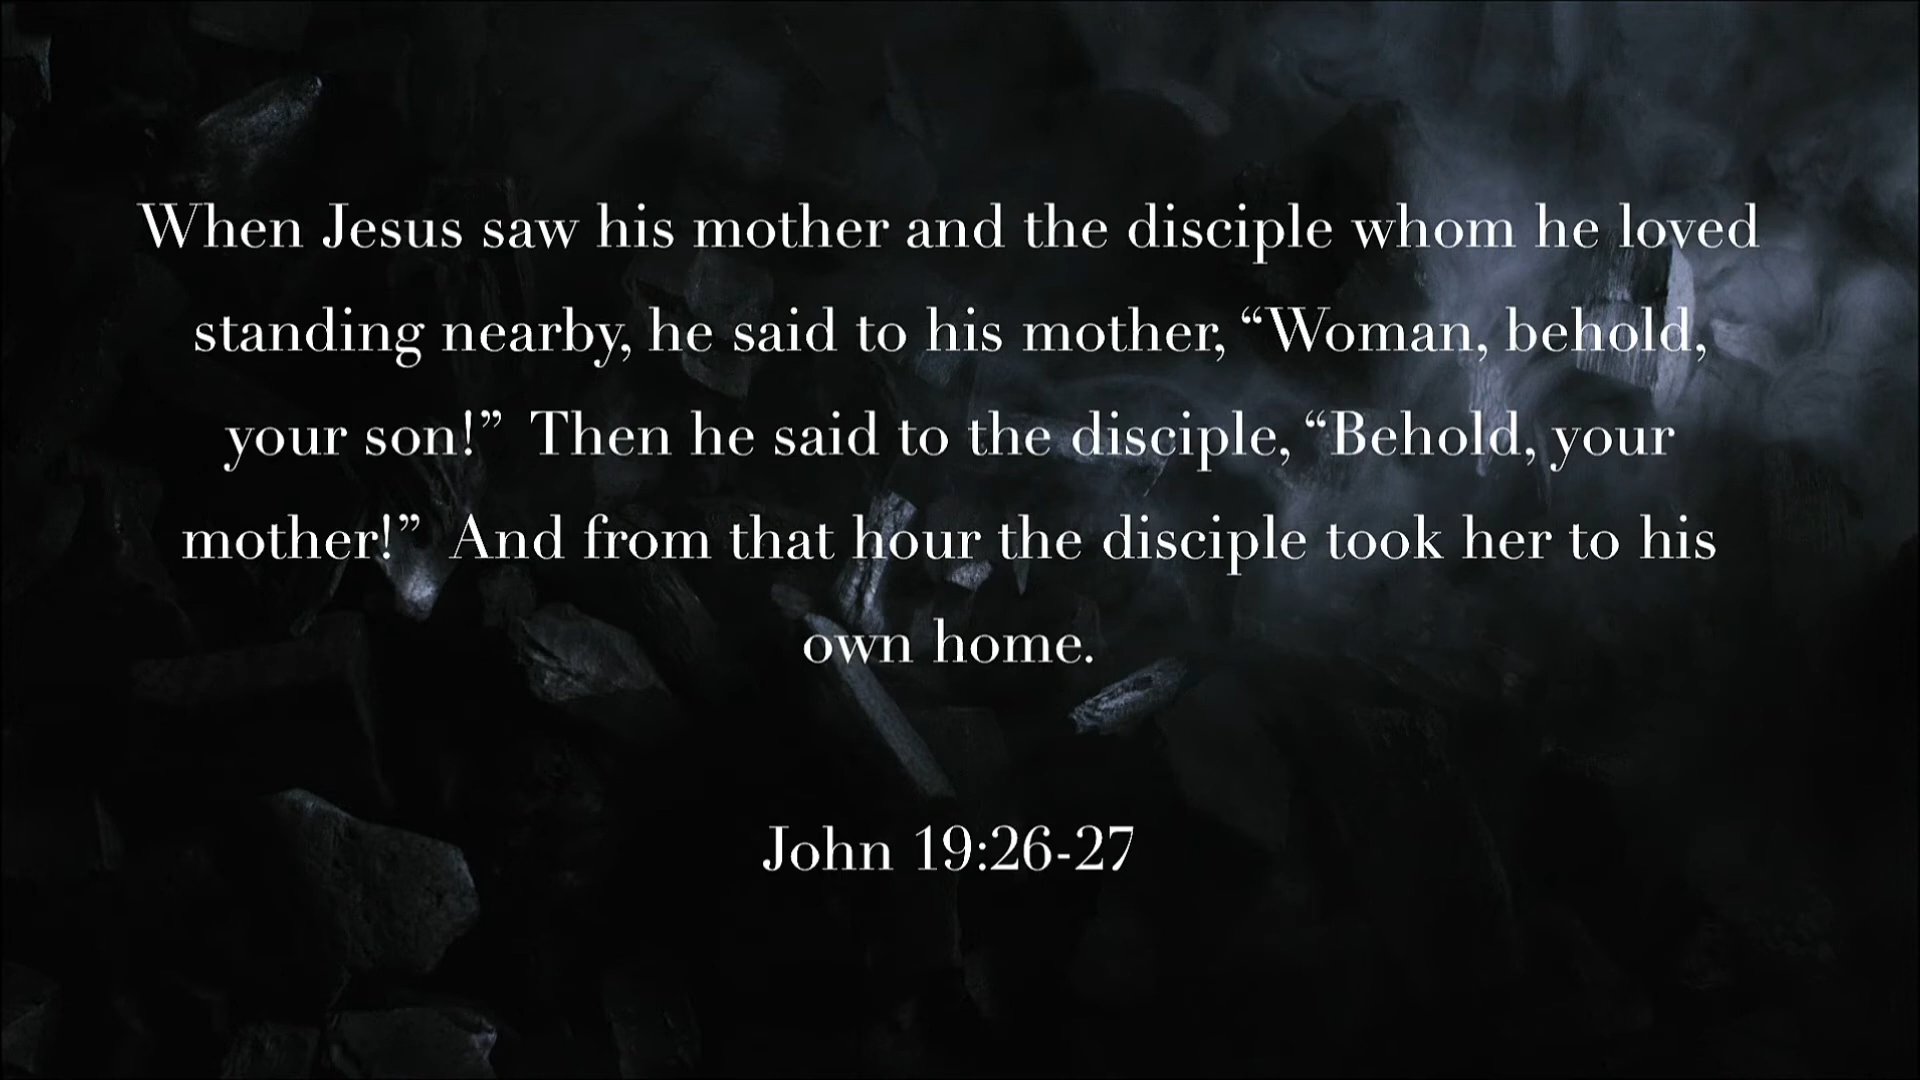 When Jesus saw his mother and the disciple whom he loved
standing nearby, he said to his mother, “Woman, behold,
your son!” Then he said to the disciple, “Behold, your
mother!” And from that hour the disciple took her to his
own home.
John 19:26-27